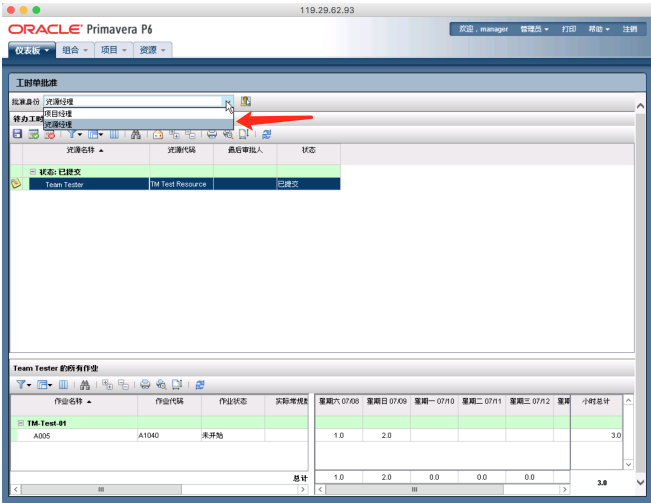 119.29.62.93
ORACLE Primavera P6
欢迎，manager 管理员 打印 帮助 注销
仪表板 组合 项目 资源
工时单批准
批准身份 资源经理
项目经理
资源经理
待办工时
资源名称 资源代码 最后审批人 状态
状态: 已提交
Team Tester TM Test Resource 已提交
Team Tester 的所有作业
作业名称 作业代码 作业状态 实际常规 星期六 07/08 星期日 07/09 星期一 07/10 星期二 07/11 星期三 07/12 星期 小时总计
TM-Test-01
A005 A1040 未开始 1.0 2.0 3.0
总计 1.0 2.0 0.0 0.0 0.0 3.0